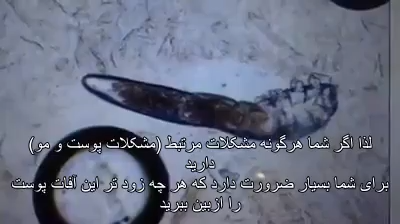 لذا اگر شما هرگونه مشکلات مرتبط (مشکلات پوست و مو)
دارید
برای شما بسیار ضرورت دارد که هر چه زود تر این آفات پوست
را ازبین ببرید